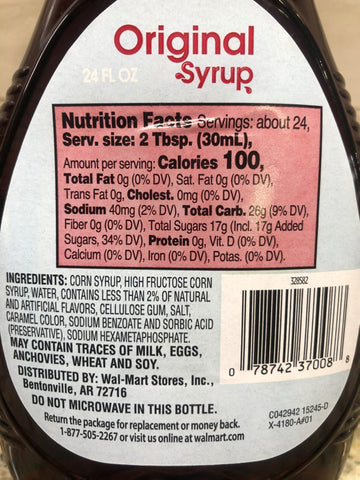 Original
Syrup
24 FL OZ
Nutrition Facts Servings: about 24,
Serv. size: 2 Tbsp. (30mL),
Amount per serving: Calories 100,
Total Fat 0g (0% DV), Sat. Fat 0g (0% DV),
Trans Fat 0g, Cholest. 0mg (0% DV),
Sodium 40mg (2% DV), Total Carb. 26g (9% DV),
Fiber 0g (0% DV), Total Sugars 17g (Incl. 17g Added
Sugars, 34% DV), Protein 0g, Vit. D (0% DV),
Calcium (0% DV), Iron (0% DV), Potas. (0% DV).
INGREDIENTS: CORN SYRUP, HIGH FRUCTOSE CORN
SYRUP, WATER, CONTAINS LESS THAN 2% OF NATURAL
AND ARTIFICIAL FLAVORS, CELLULOSE GUM, SALT,
CARAMEL COLOR, SODIUM BENZOATE AND SORBIC ACID
(PRESERVATIVE), SODIUM HEXAMETAPHOSPHATE.
MAY CONTAIN TRACES OF MILK, EGGS,
ANCHOVIES, WHEAT AND SOY.
DISTRIBUTED BY: Wal-Mart Stores, Inc.,
Bentonville, AR 72716
DO NOT MICROWAVE IN THIS BOTTLE.
Return the package for replacement or money back.
1-877-505-2267 or visit us online at walmart.com.
328502
0 78742 37008 8
C042942 15245-D
X-4180-A#01